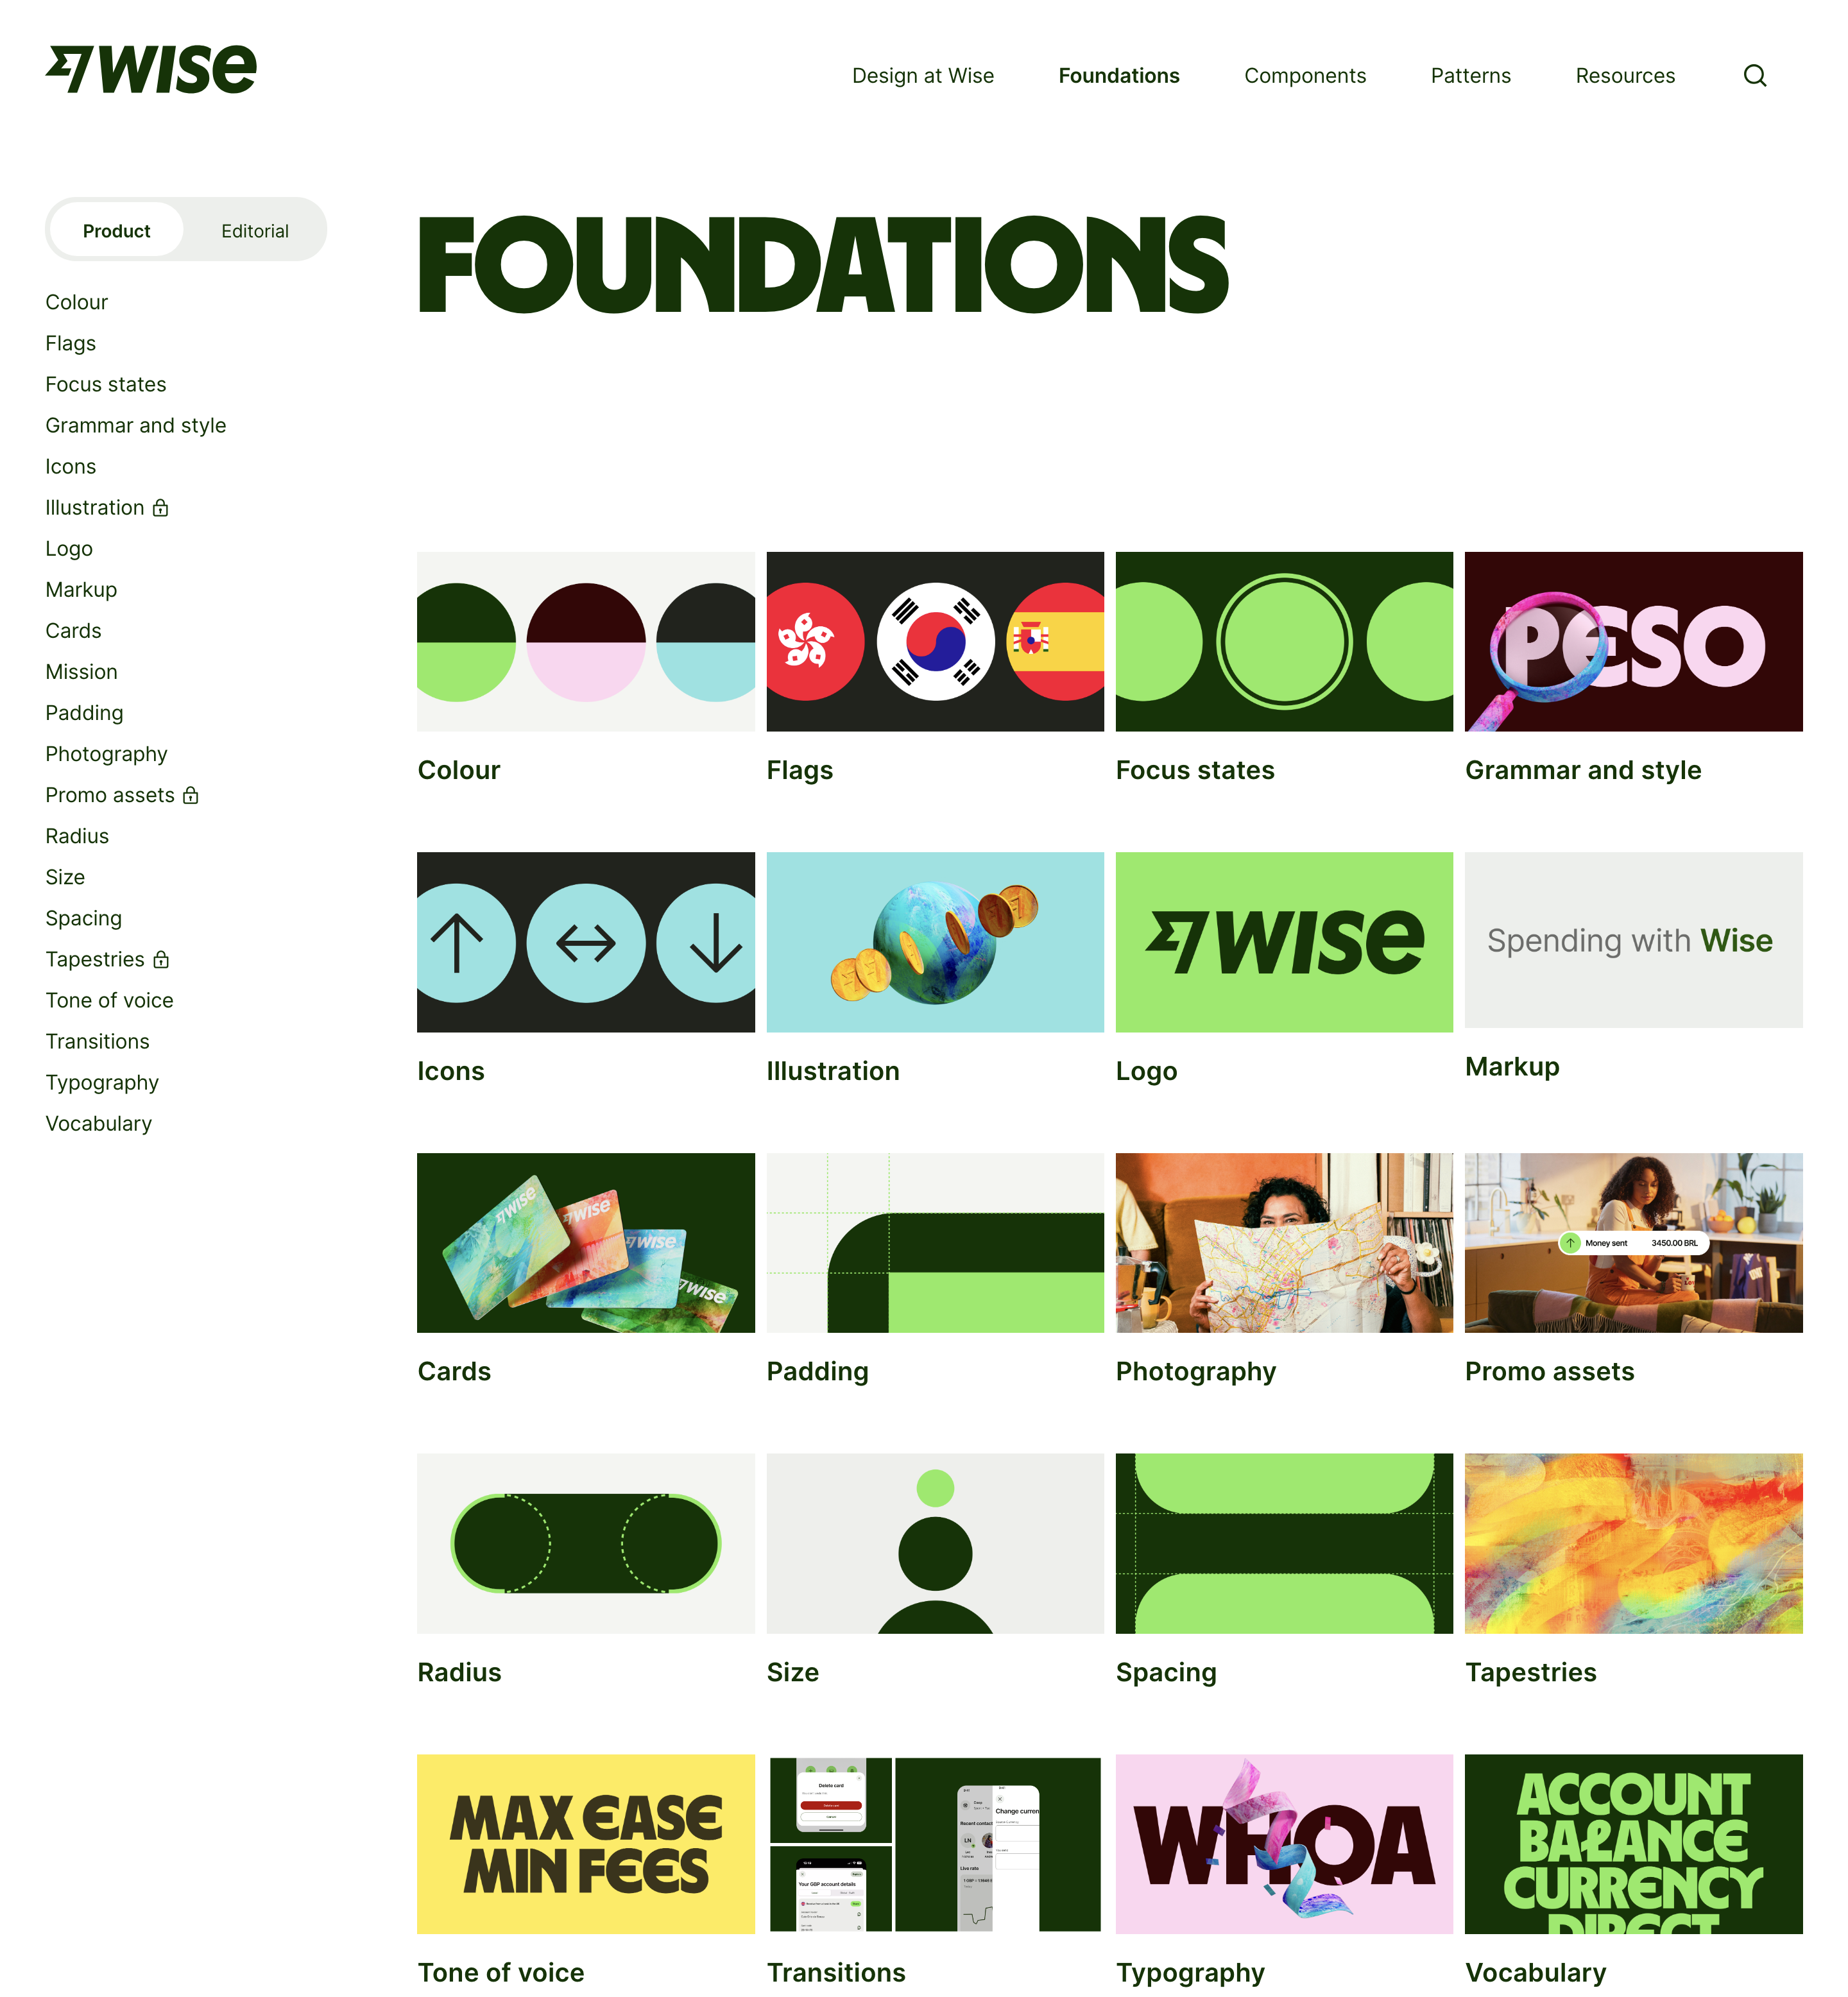 WISE
Design at Wise
Foundations
Components
Patterns
Resources
Product
Editorial
Colour
Flags
Focus states
Grammar and style
Icons
Illustration
Logo
Markup
Cards
Mission
Padding
Photography
Promo assets
Radius
Size
Spacing
Tapestries
Tone of voice
Transitions
Typography
Vocabulary
FOUNDATIONS
PESO
Colour
Flags
Focus states
Grammar and style
WISE
Spending with Wise
Icons
Illustration
Logo
Markup
WISE
WISE
WISE
WISE
Money sent
3450.00 BRL
Cards
Padding
Photography
Promo assets
Radius
Size
Spacing
Tapestries
MAX EASE
MIN FEES
Delete card
Your GBP account details
Change curren
Recent contact
LN
Live rate
WHOA
ACCOUNT
BALANCE
CURRENCY
DIRECT
Tone of voice
Transitions
Typography
Vocabulary